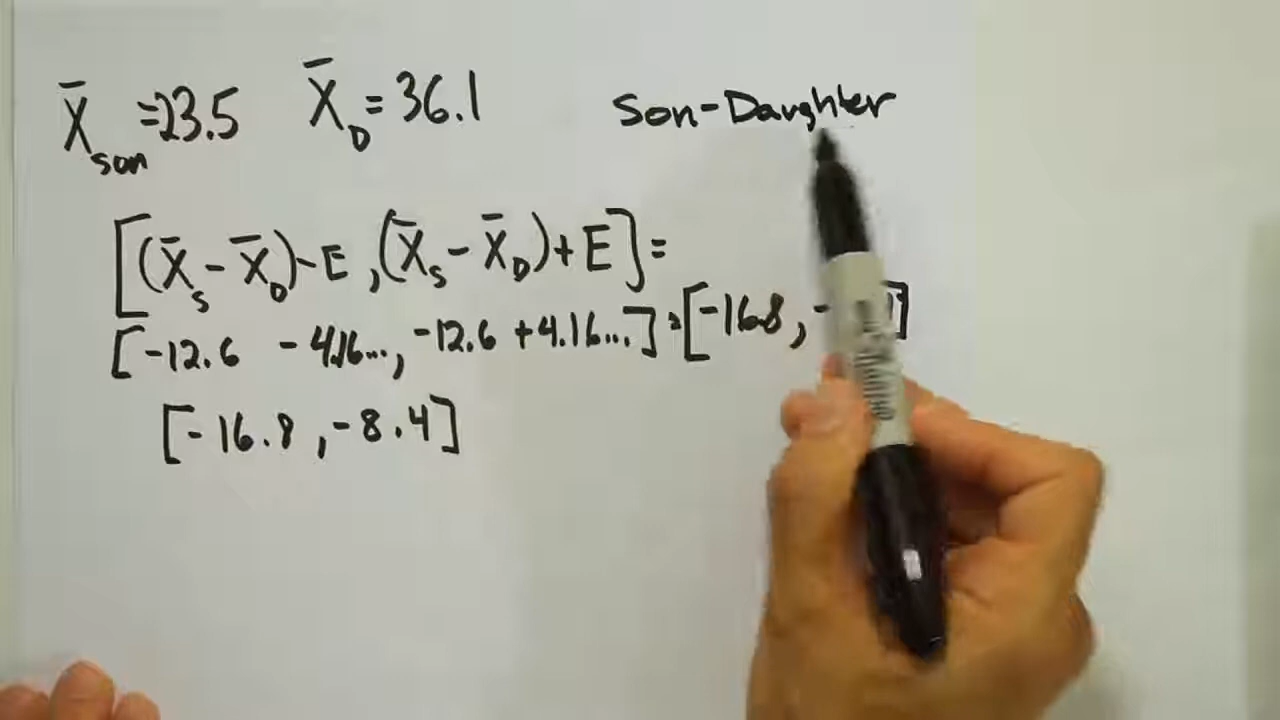 X̄son = 23.5 X̄D = 36.1 Son-Daughter
[(X̄S - X̄D) - E, (X̄S - X̄D) + E] =
[-12.6 - 4.16..., -12.6 + 4.16...] = [-16.8, -
[-16.8, -8.4]